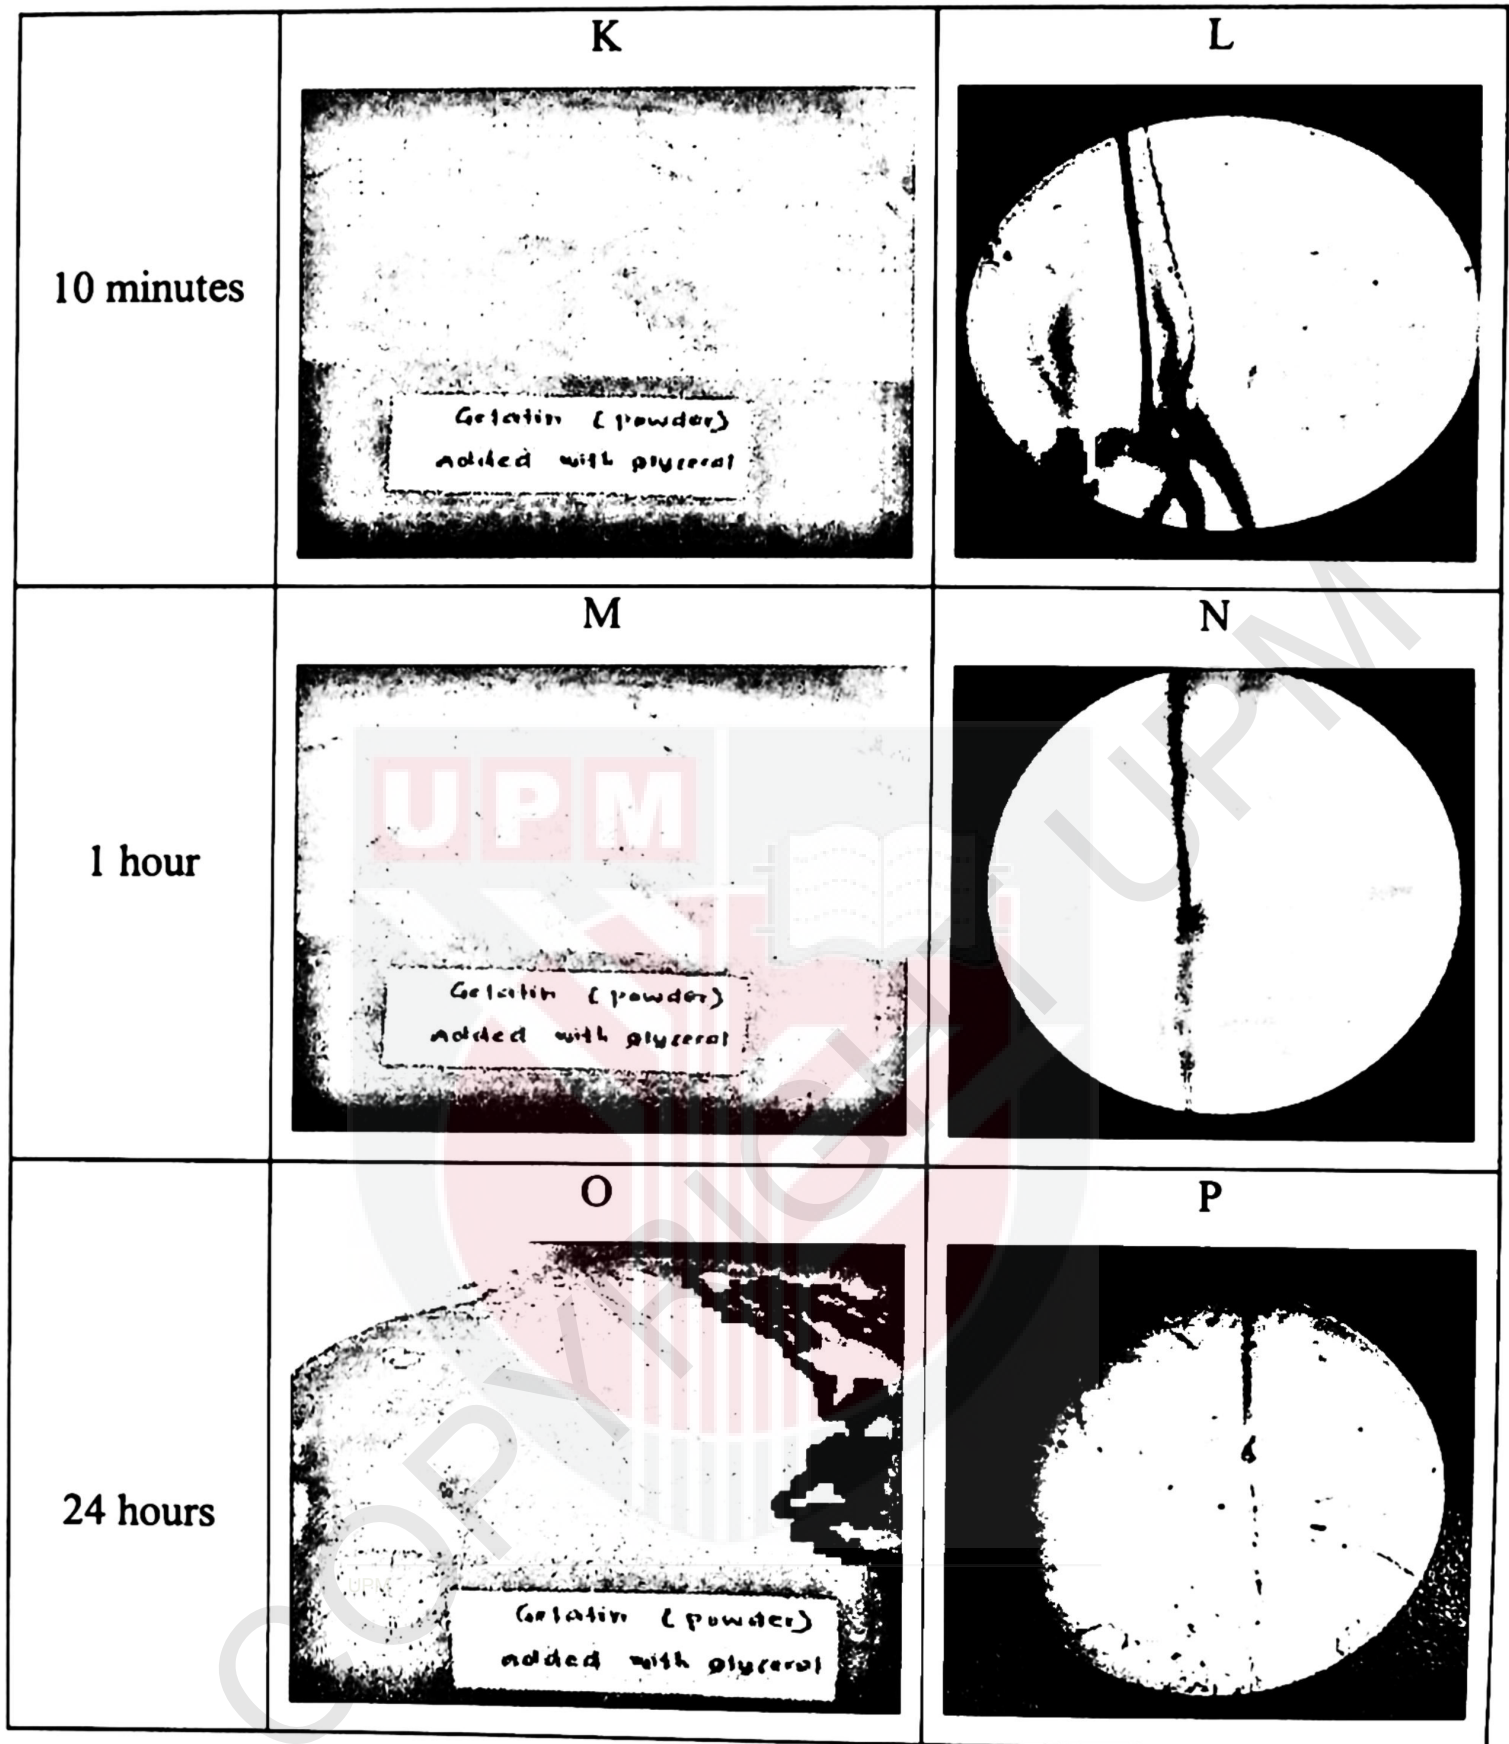 K
L
10 minutes
Gelatin (powder)
Added with glycerol
M
N
UPM
1 hour
Gelatin (powder)
Added with glycerol
O
P
24 hours
UPM
Gelatin (powder)
added with glycerol
COPYRIGHT UPM